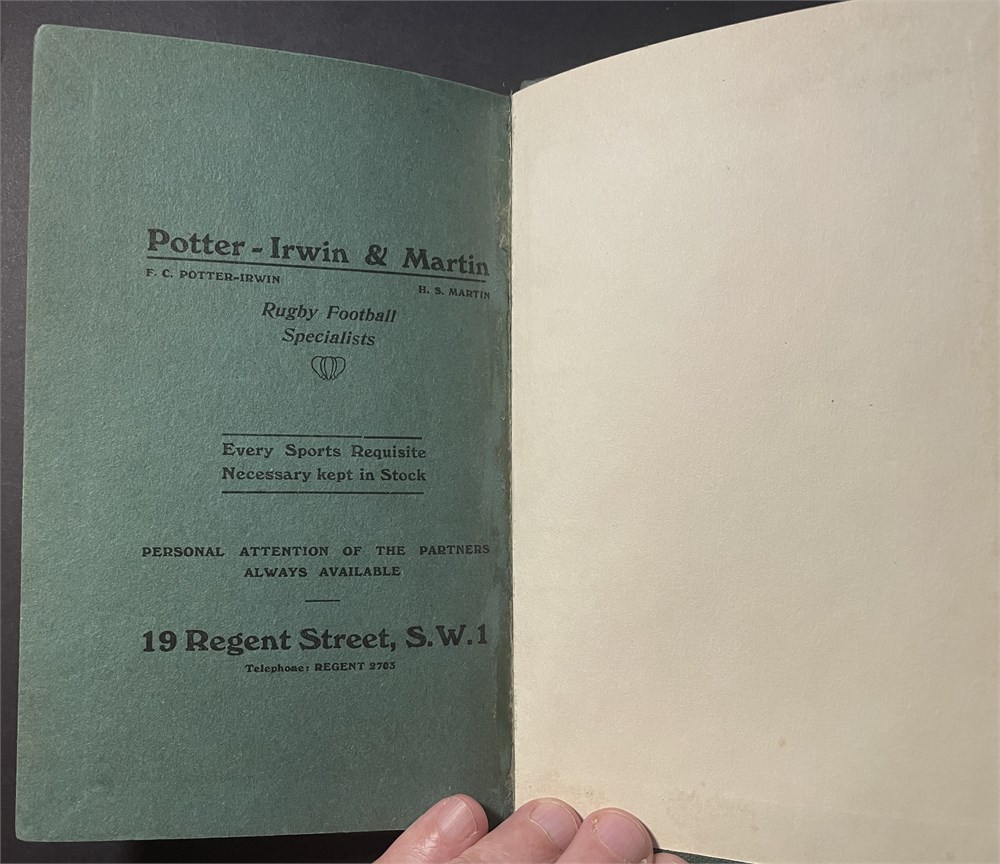 Potter-Irwin & Martin
F. C. POTTER-IRWIN
H. S. MARTIN
Rugby Football
Specialists
Every Sports Requisite
Necessary kept in Stock
PERSONAL ATTENTION OF THE PARTNERS
ALWAYS AVAILABLE
19 Regent Street, S.W.1
Telephone: REGENT 2705